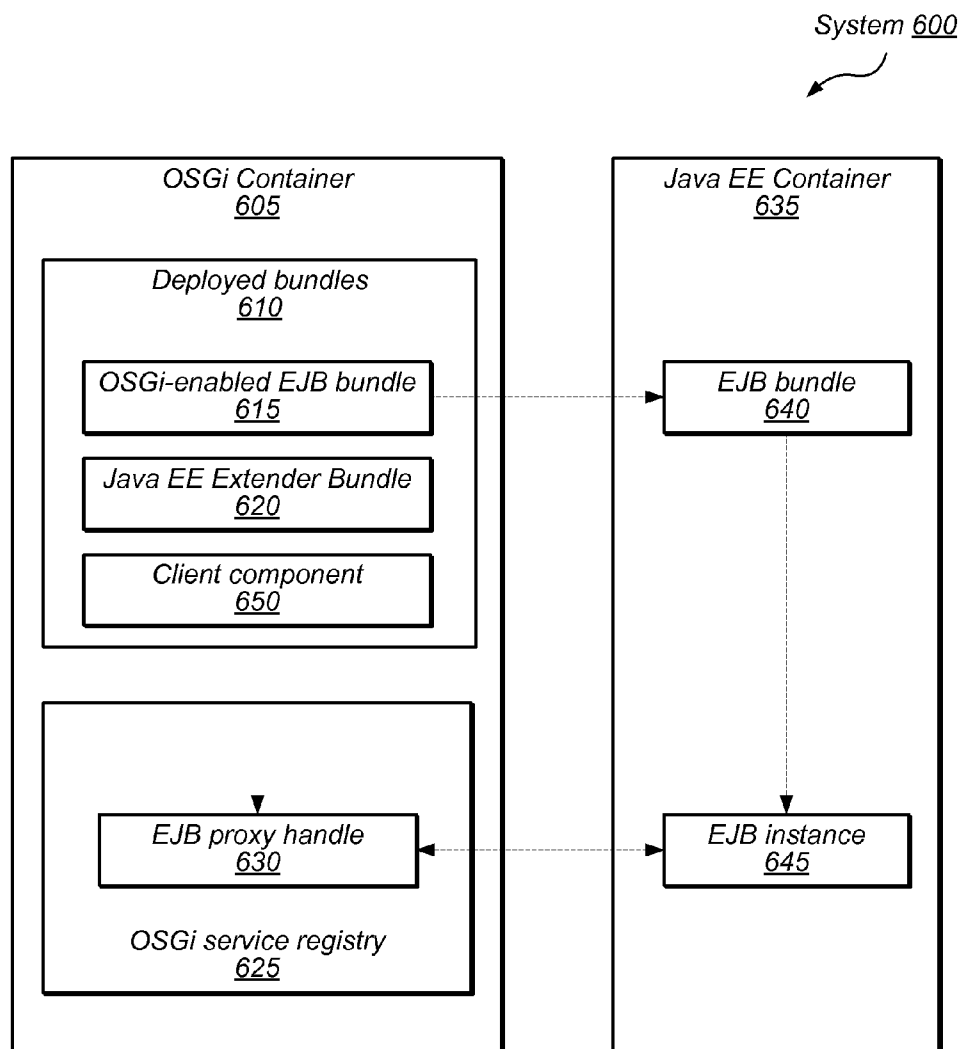 System 600
OSGi Container
605
Deployed bundles
610
OSGi-enabled EJB bundle
615
Java EE Extender Bundle
620
Client component
650
EJB proxy handle
630
OSGi service registry
625
Java EE Container
635
EJB bundle
640
EJB instance
645